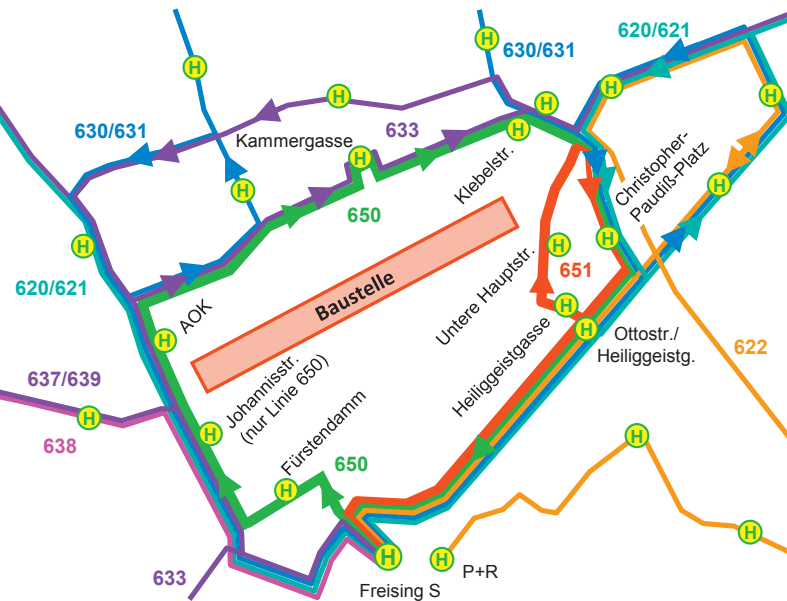 620/621
630/631
H
H
H
H
H
H
630/631
Kammergasse
633
H
H
H
H
650
Klebelstr.
Christopher-
Paudiß-Platz
H
H
H
H
620/621
Baustelle
Untere Hauptstr.
651
H
AOK
H
Heiliggeistgasse
H
Ottostr./
Heiliggeistg.
622
637/639
H
638
H
Johannisstr.
(nur Linie 650)
Fürstendamm
H
650
H
H
H
H
P+R
633
Freising S